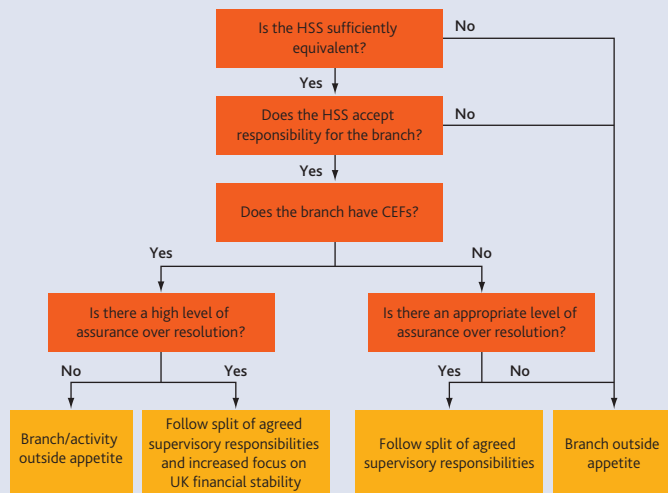 Is the HSS sufficiently
equivalent?
No
Yes
Does the HSS accept
responsibility for the branch?
No
Yes
Does the branch have CEFs?
Yes
No
Is there a high level of
assurance over resolution?
Is there an appropriate level of
assurance over resolution?
No
Yes
Yes
No
Branch/activity
outside appetite
Follow split of agreed
supervisory responsibilities
and increased focus on
UK financial stability
Follow split of agreed
supervisory responsibilities
Branch outside
appetite